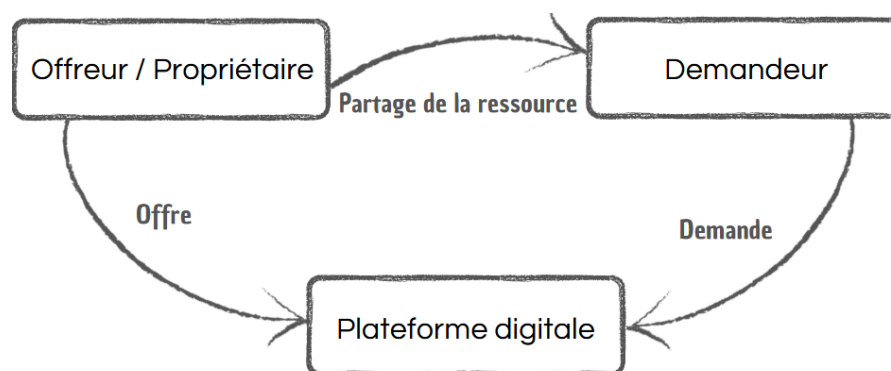 Offreur / Propriétaire
Demandeur
Partage de la ressource
Offre
Demande
Plateforme digitale